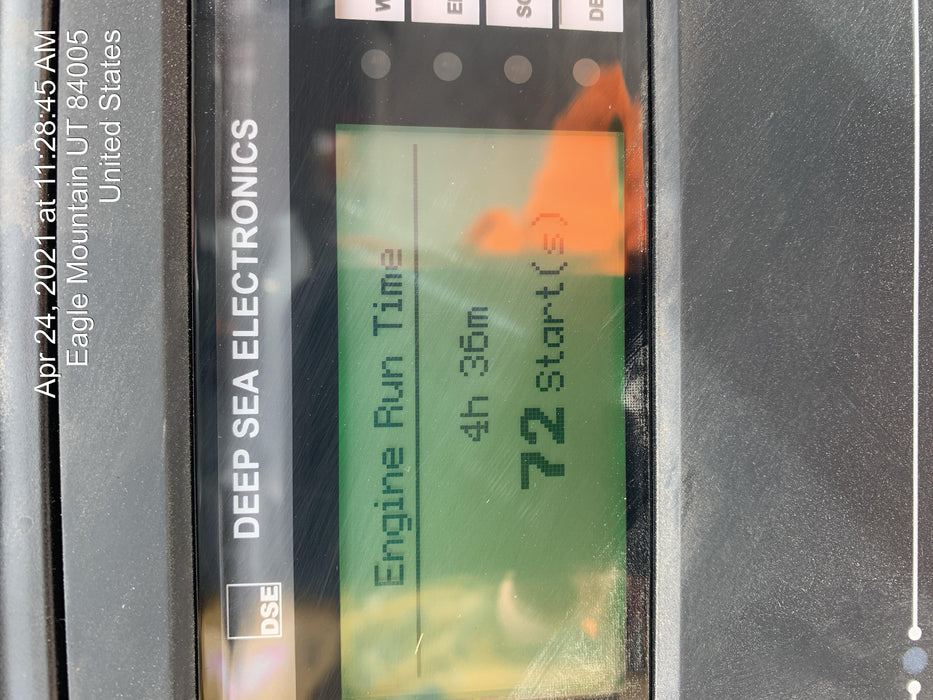 Apr 24, 2021 at 11:28:45 AM
Eagle Mountain UT 84005
United States
DSE
DEEP SEA ELECTRONICS
Engine Run Time
4h 36m
72 Start(s)